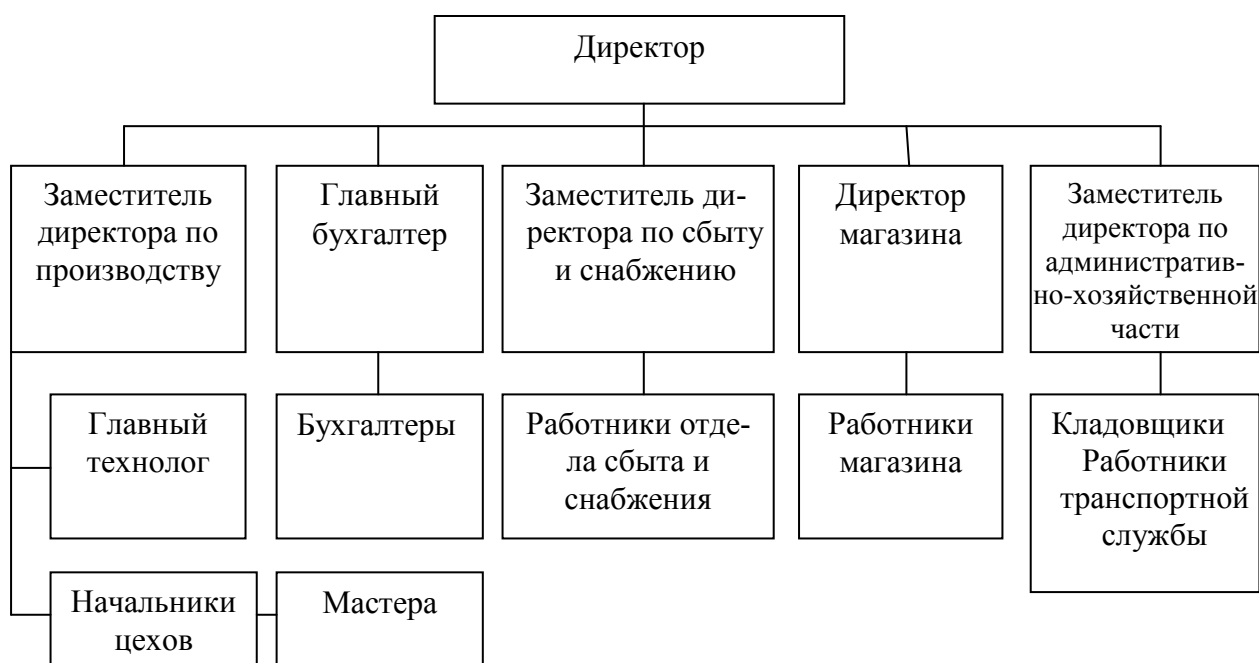 Директор
Заместитель
директора по
производству
Главный
бухгалтер
Заместитель ди-
ректора по сбыту
и снабжению
Директор
магазина
Заместитель
директора по
административ-
но-хозяйственной
части
Главный
технолог
Бухгалтеры
Работники отде-
ла сбыта и
снабжения
Работники
магазина
Кладовщики
Работники
транспортной
службы
Начальники
цехов
Мастера